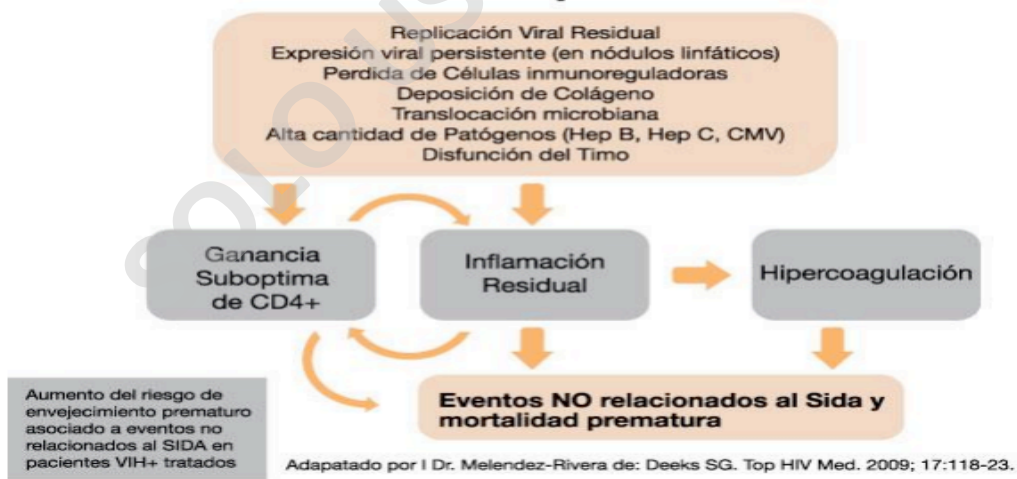 Replicación Viral Residual
Expresión viral persistente (en nódulos linfáticos)
Perdida de Células inmunoreguladoras
Deposición de Colágeno
Translocación microbiana
Alta cantidad de Patógenos (Hep B, Hep C, CMV)
Disfunción del Timo
Ganancia
Suboptima
de CD4+
Inflamación
Residual
Hipercoagulación
Eventos NO relacionados al Sida y
mortalidad prematura
Aumento del riesgo de
envejecimiento prematuro
asociado a eventos no
relacionados al SIDA en
pacientes VIH+ tratados
Adapatado por l Dr. Melendez-Rivera de: Deeks SG. Top HIV Med. 2009; 17:118-23.
SOLO US